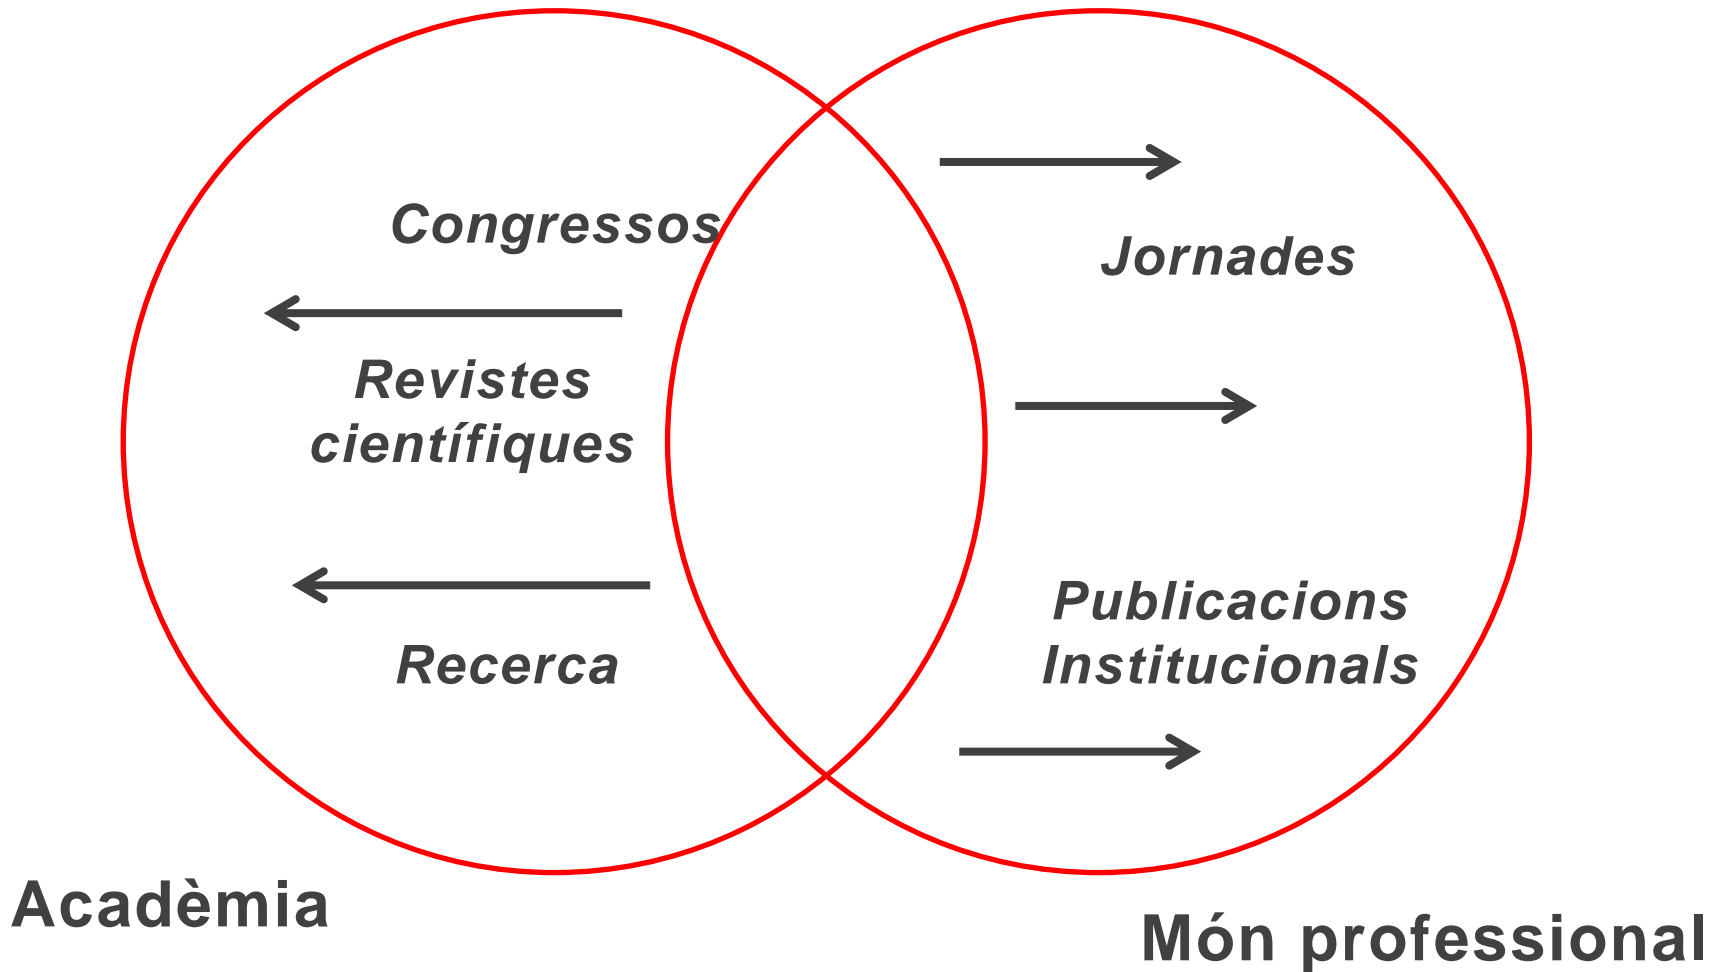 Congressos
Revistes
científiques
Recerca
Jornades
Publicacions
Institucionals
Acadèmia
Món professional